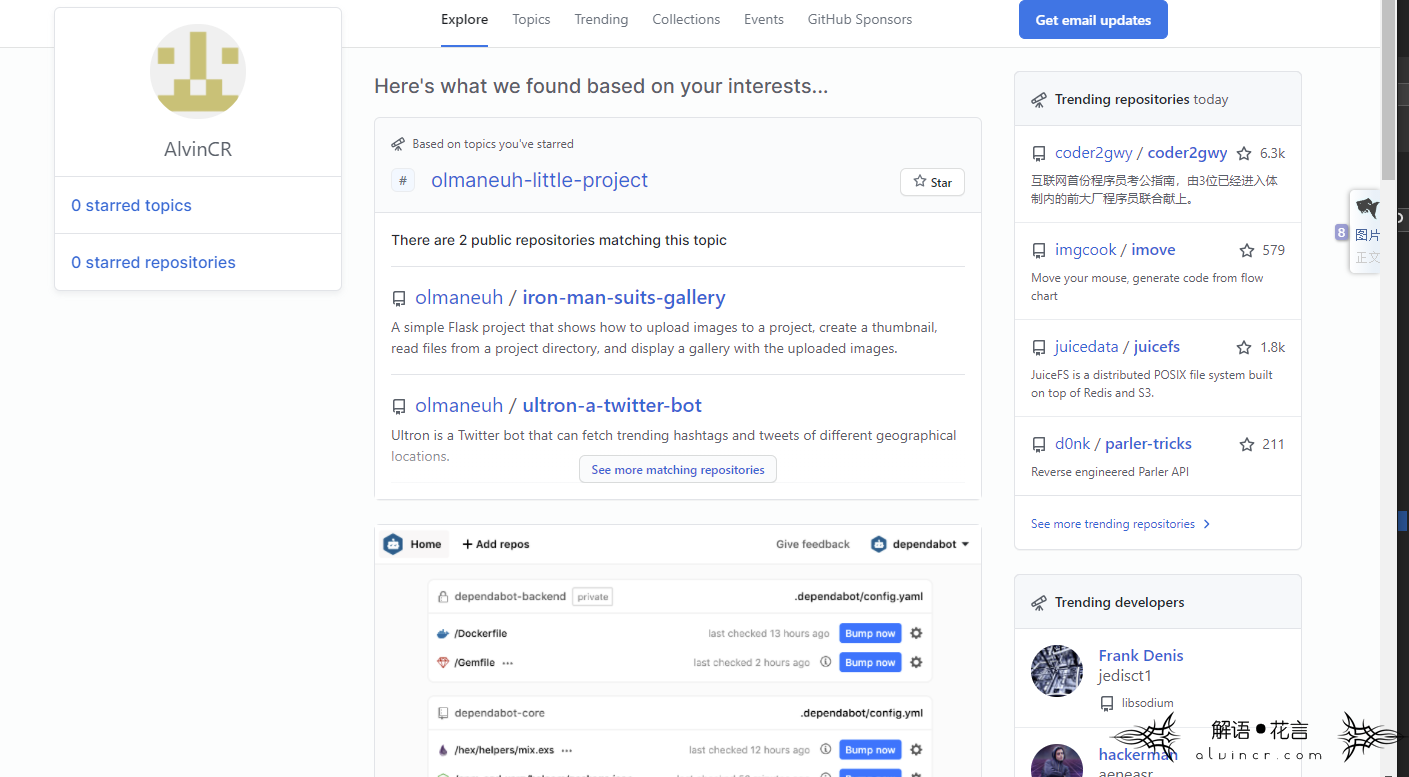 Explore Topics Trending Collections Events GitHub Sponsors
Get email updates
AlvinCR
0 starred topics
0 starred repositories
Here's what we found based on your interests...
Based on topics you've starred
# olmaneuh-little-project
Star
There are 2 public repositories matching this topic
olmaneuh / iron-man-suits-gallery
A simple Flask project that shows how to upload images to a project, create a thumbnail,
read files from a project directory, and display a gallery with the uploaded images.
olmaneuh / ultron-a-twitter-bot
Ultron is a Twitter bot that can fetch trending hashtags and tweets of different geographical
locations.
See more matching repositories
Home + Add repos Give feedback dependabot
dependabot-backend private .dependabot/config.yaml
/Dockerfile last checked 13 hours ago Bump now
/Gemfile ••• last checked 2 hours ago Bump now
dependabot-core .dependabot/config.yml
/hex/helpers/mix.exs ••• last checked 12 hours ago Bump now
Trending repositories today
coder2gwy / coder2gwy 6.3k
互联网首份程序员考公指南，由3位已经进入体
制内的前大厂程序员联合献上。
imgcook / imove 579
Move your mouse, generate code from flow
chart
juicedata / juicefs 1.8k
JuiceFS is a distributed POSIX file system built
on top of Redis and S3.
d0nk / parler-tricks 211
Reverse engineered Parler API
See more trending repositories
Trending developers
Frank Denis
jedisct1
libsodium
hackerman
aeneasr
8
图片
正文
解语●花言
alvincr.com